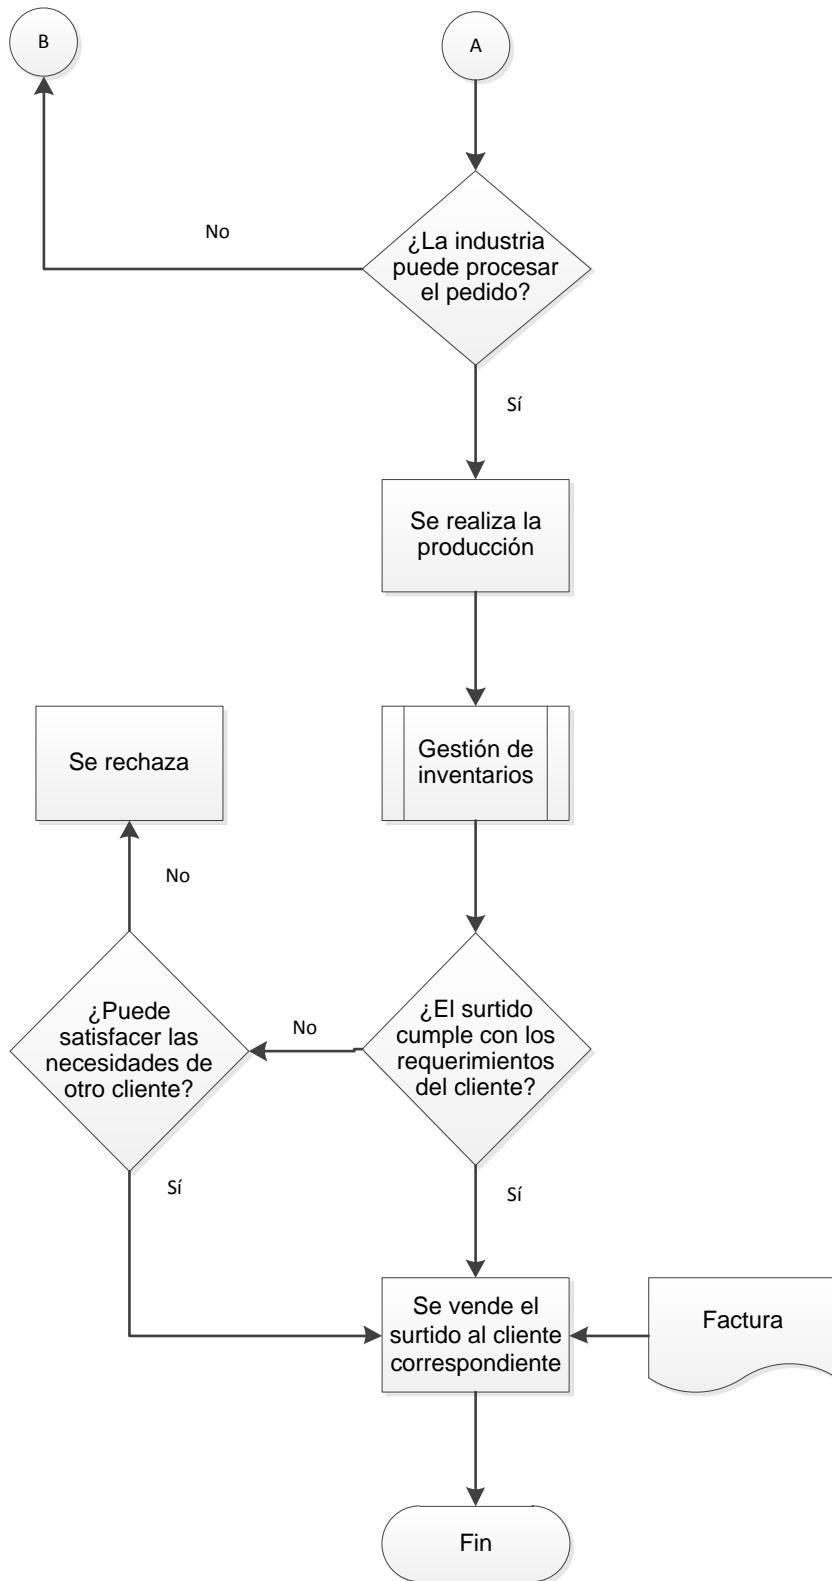 B
A
No
¿La industria
puede procesar
el pedido?
Sí
Se realiza la
producción
Se rechaza
Gestión de
inventarios
No
¿Puede
satisfacer las
necesidades de
otro cliente?
No
¿El surtido
cumple con los
requerimientos
del cliente?
Sí
Sí
Se vende el
surtido al cliente
correspondiente
Factura
Fin